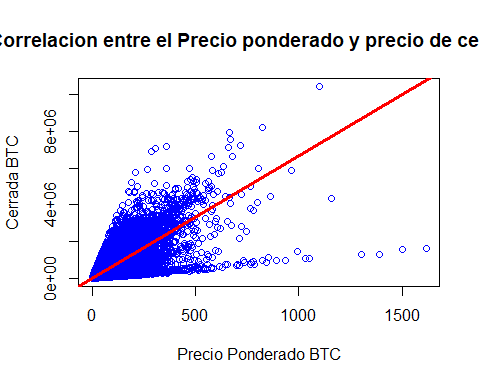 Correlacion entre el Precio ponderado y precio de ce
8e+06
4e+06
0e+00
Cerrada BTC
0 500 1000 1500
Precio Ponderado BTC